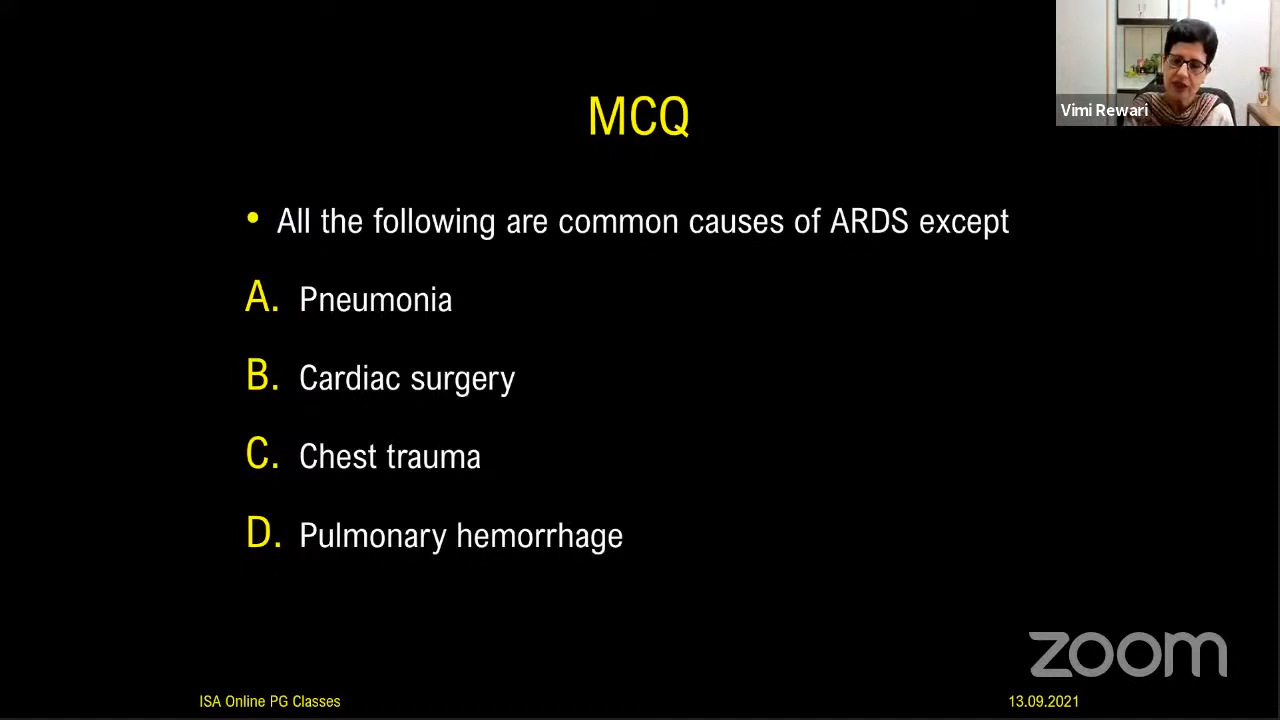 Vimi Rewari
MCQ
• All the following are common causes of ARDS except
A. Pneumonia
B. Cardiac surgery
C. Chest trauma
D. Pulmonary hemorrhage
zoom
ISA Online PG Classes
13.09.2021